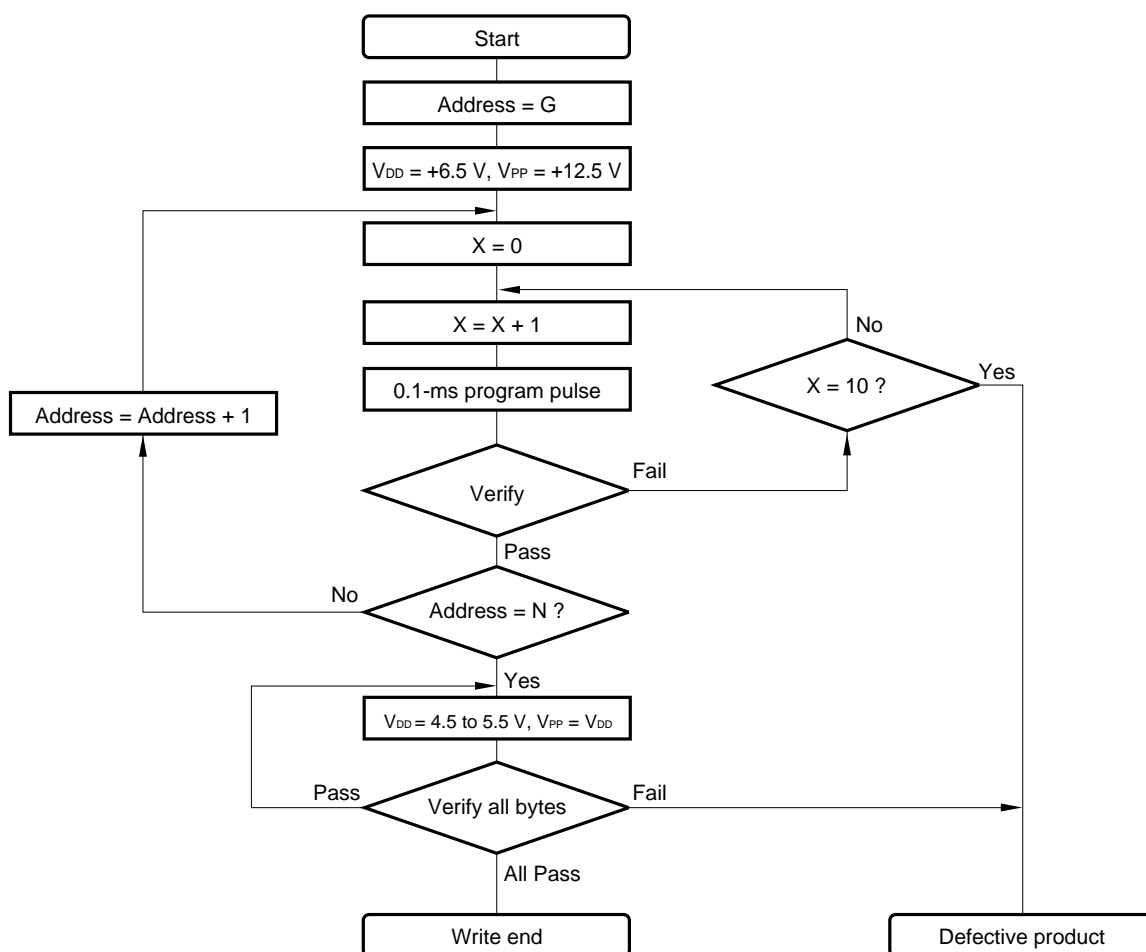 Start
Address = G
VDD = +6.5 V, VPP = +12.5 V
X = 0
X = X + 1
No
0.1-ms program pulse
X = 10 ?
Yes
Address = Address + 1
Verify
Fail
Pass
No
Address = N ?
Yes
VDD = 4.5 to 5.5 V, VPP = VDD
Pass
Verify all bytes
Fail
All Pass
Write end
Defective product